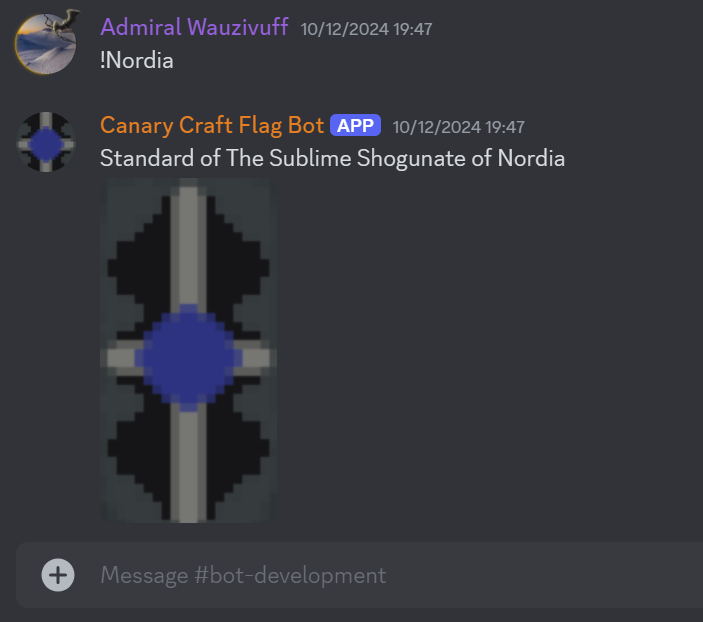 Admiral Wauzivuff 10/12/2024 19:47
!Nordia
Canary Craft Flag Bot APP 10/12/2024 19:47
Standard of The Sublime Shogunate of Nordia
Message #bot-development